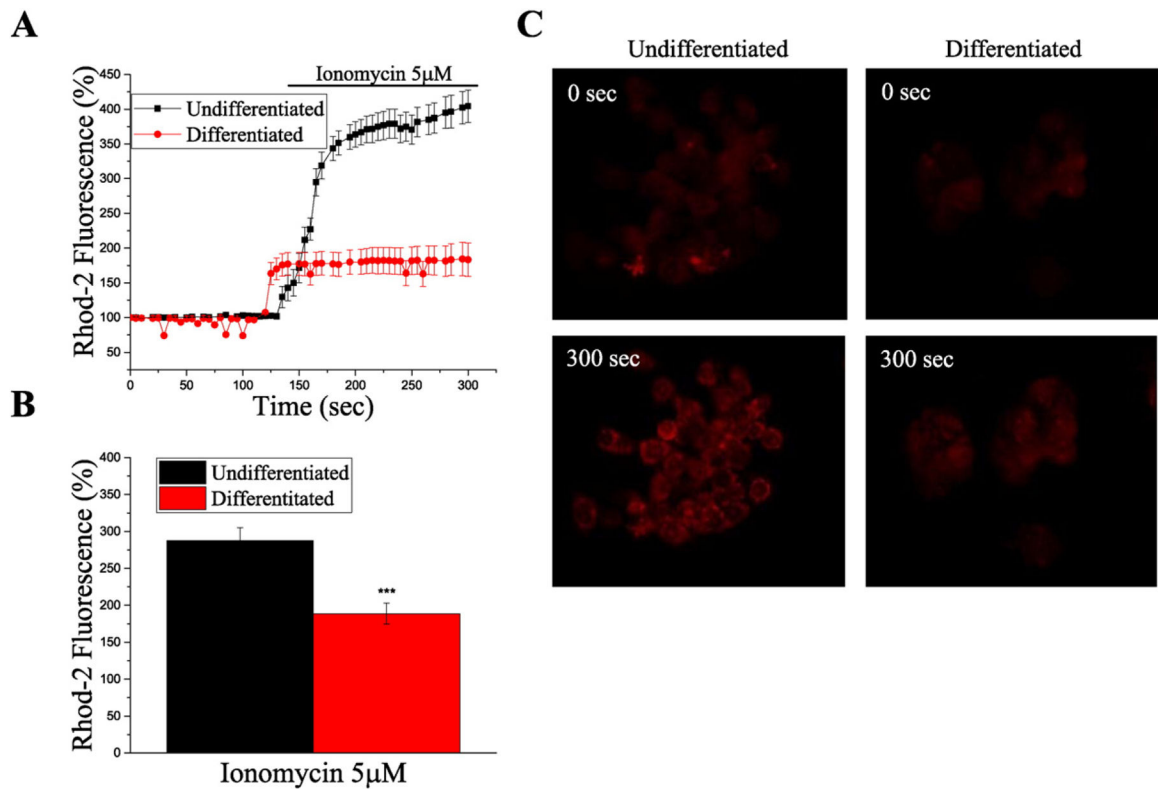 A
Ionomycin 5μM
Undifferentiated
Differentiated
Rhod-2 Fluorescence (%)
450
400
350
300
250
200
150
100
50
0 50 100 150 200 250 300
Time (sec)
B
Undifferentiated
Differentitated
Rhod-2 Fluorescence (%)
400
350
300
250
200
150
100
50
0
***
Ionomycin 5μM
C
Undifferentiated Differentiated
0 sec 0 sec
300 sec 300 sec